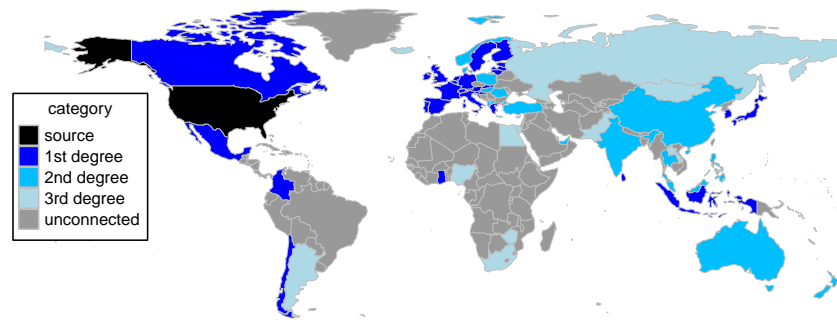 category
source
1st degree
2nd degree
3rd degree
unconnected